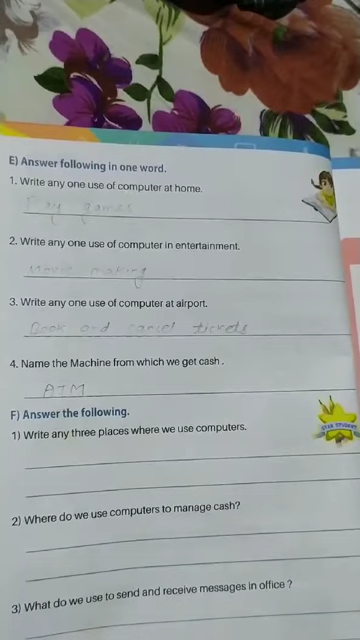 E) Answer following in one word.
1. Write any one use of computer at home.
Play games
2. Write any one use of computer in entertainment.
Movie making
3. Write any one use of computer at airport.
Book and cancel tickets
4. Name the Machine from which we get cash.
ATM
F) Answer the following.
1) Write any three places where we use computers.
STAR STUDENT
2) Where do we use computers to manage cash?
3) What do we use to send and receive messages in office ?